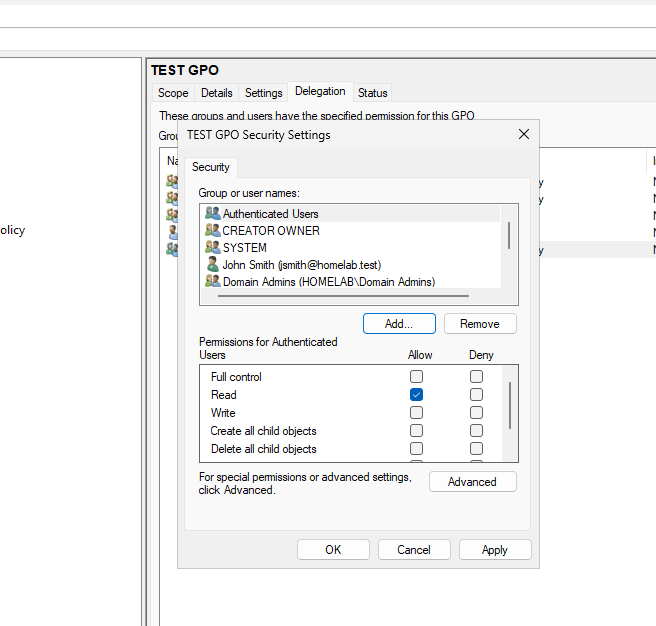 TEST GPO
Scope Details Settings Delegation Status
These groups and users have the specified permission for this GPO
TEST GPO Security Settings
Security
Group or user names:
Authenticated Users
CREATOR OWNER
SYSTEM
John Smith (jsmith@homelab.test)
Domain Admins (HOMELAB\Domain Admins)
olicy
Add... Remove
Permissions for Authenticated
Users Allow Deny
Full control
Read
Write
Create all child objects
Delete all child objects
For special permissions or advanced settings,
click Advanced.
Advanced
OK Cancel Apply